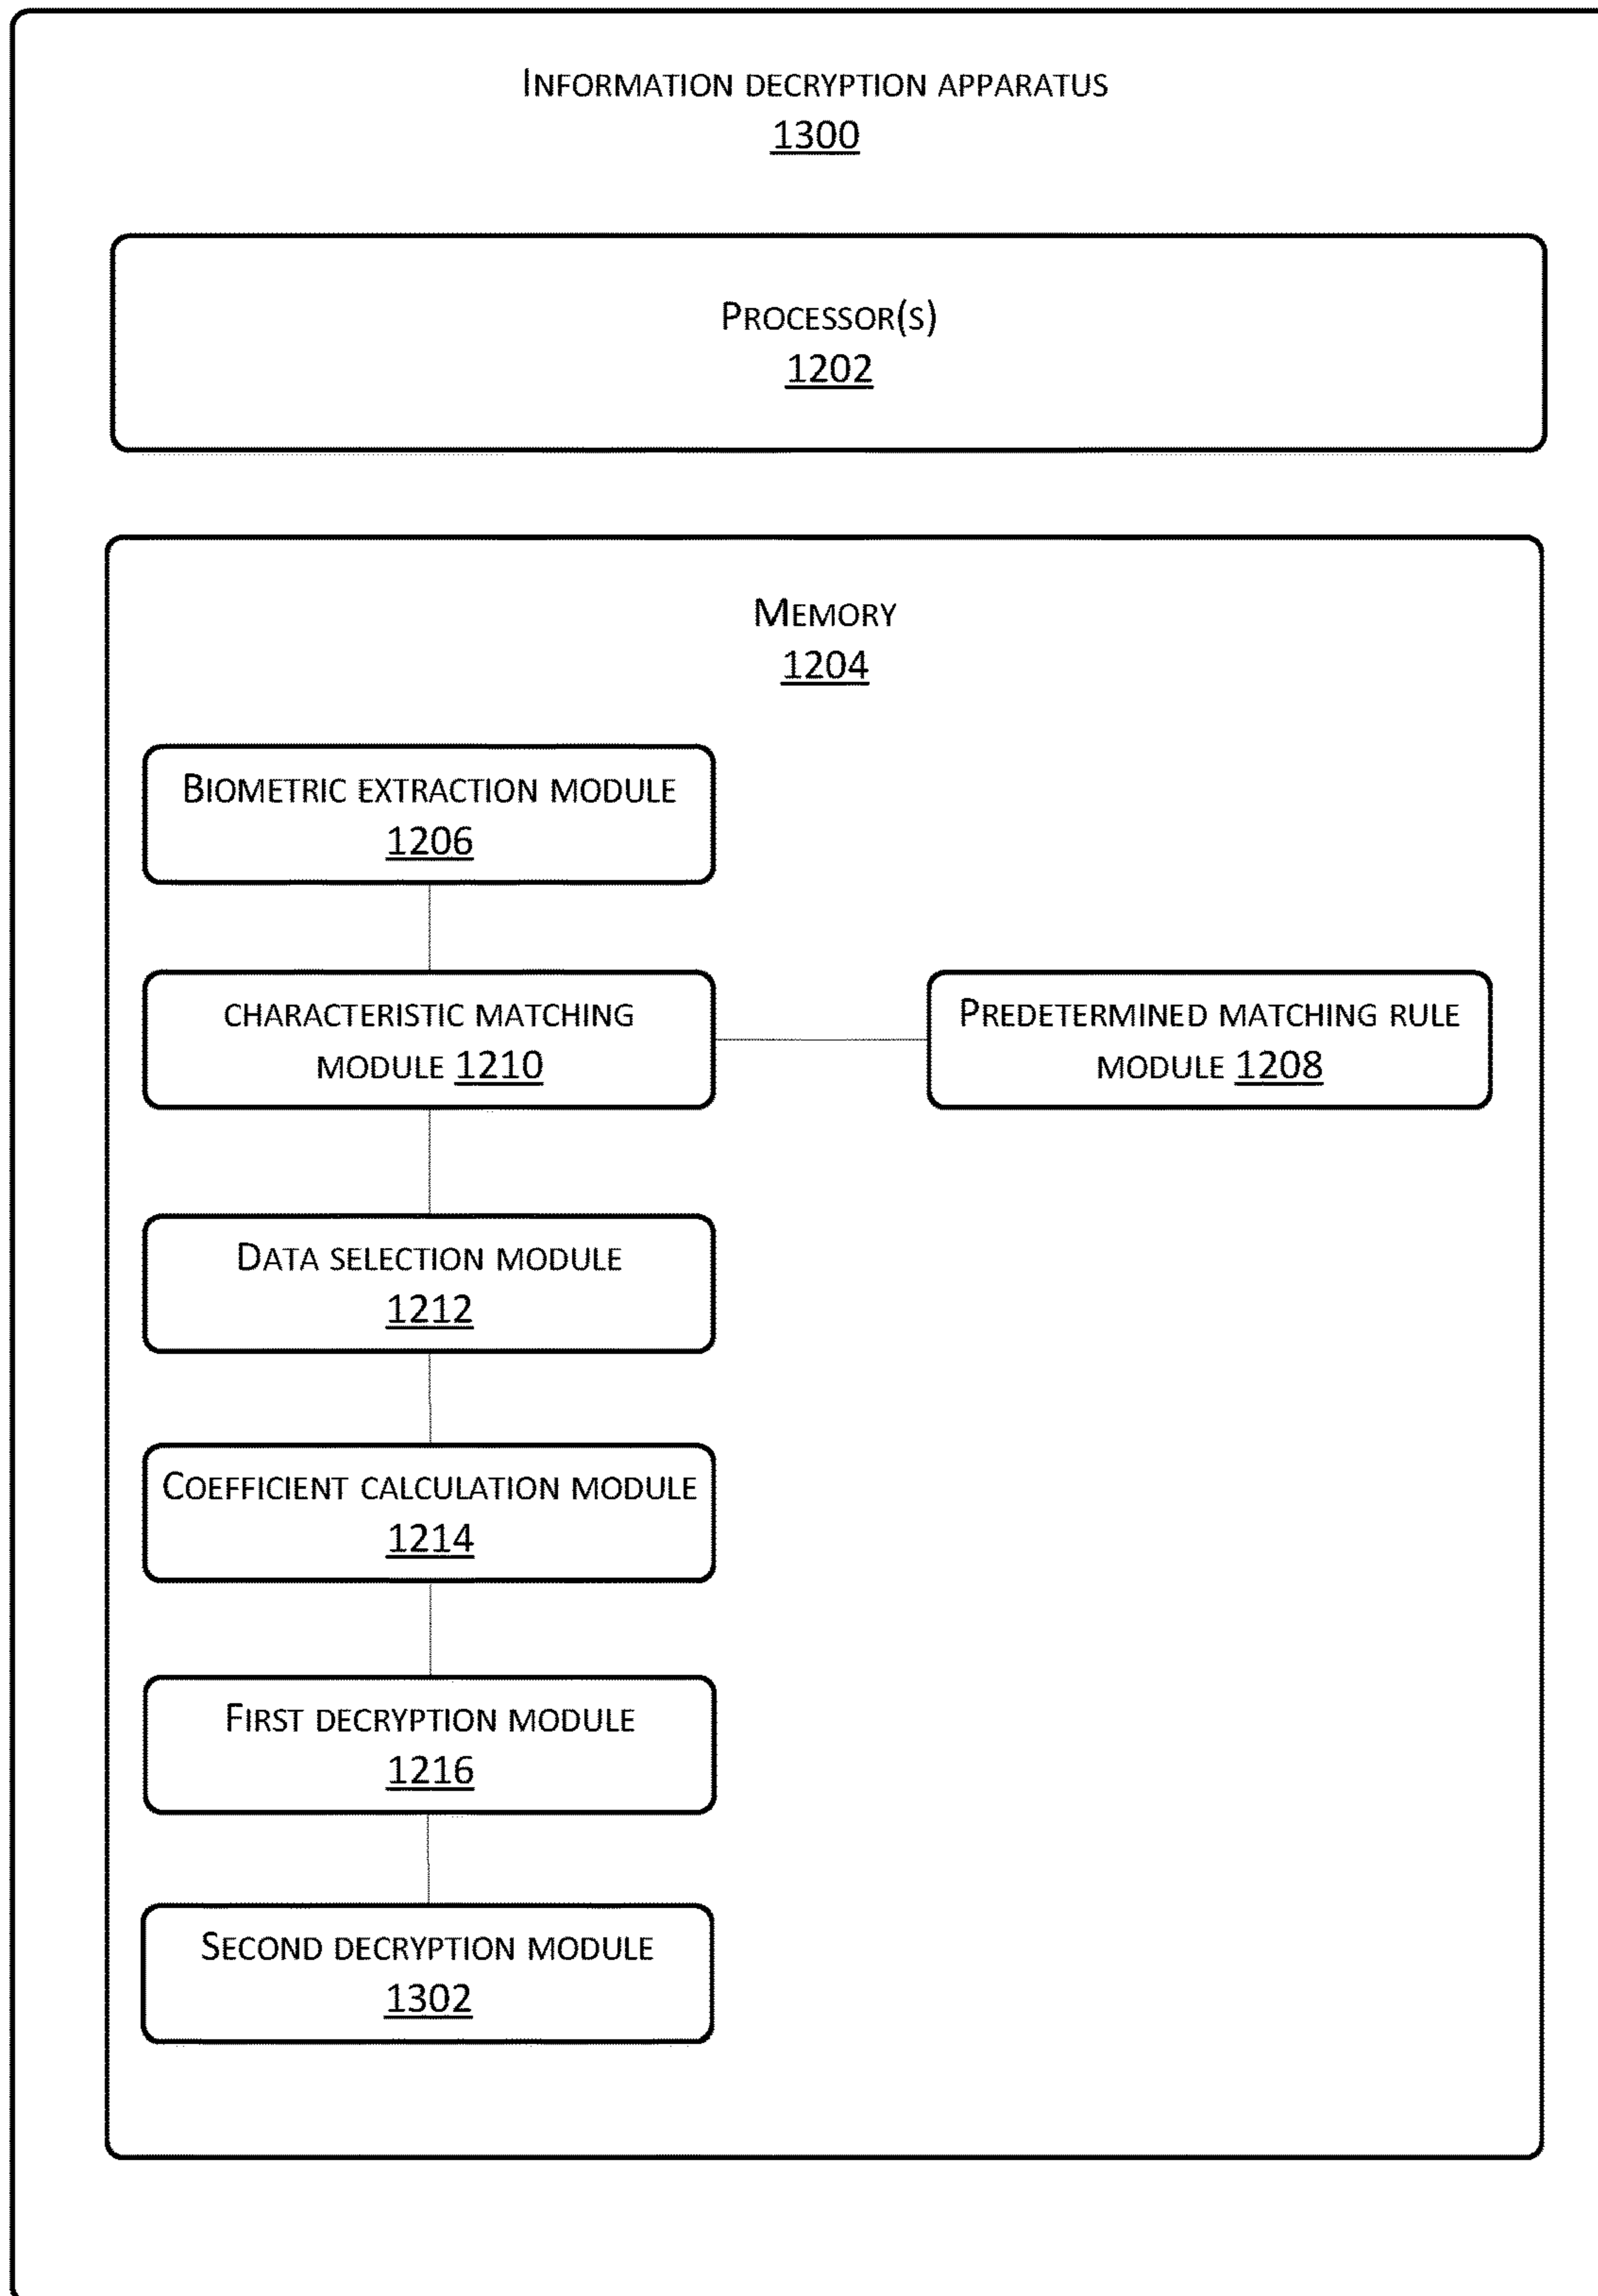 Information decryption apparatus
1300
Processor(s)
1202
Memory
1204
Biometric extraction module
1206
characteristic matching
module 1210
Predetermined matching rule
module 1208
Data selection module
1212
Coefficient calculation module
1214
First decryption module
1216
Second decryption module
1302